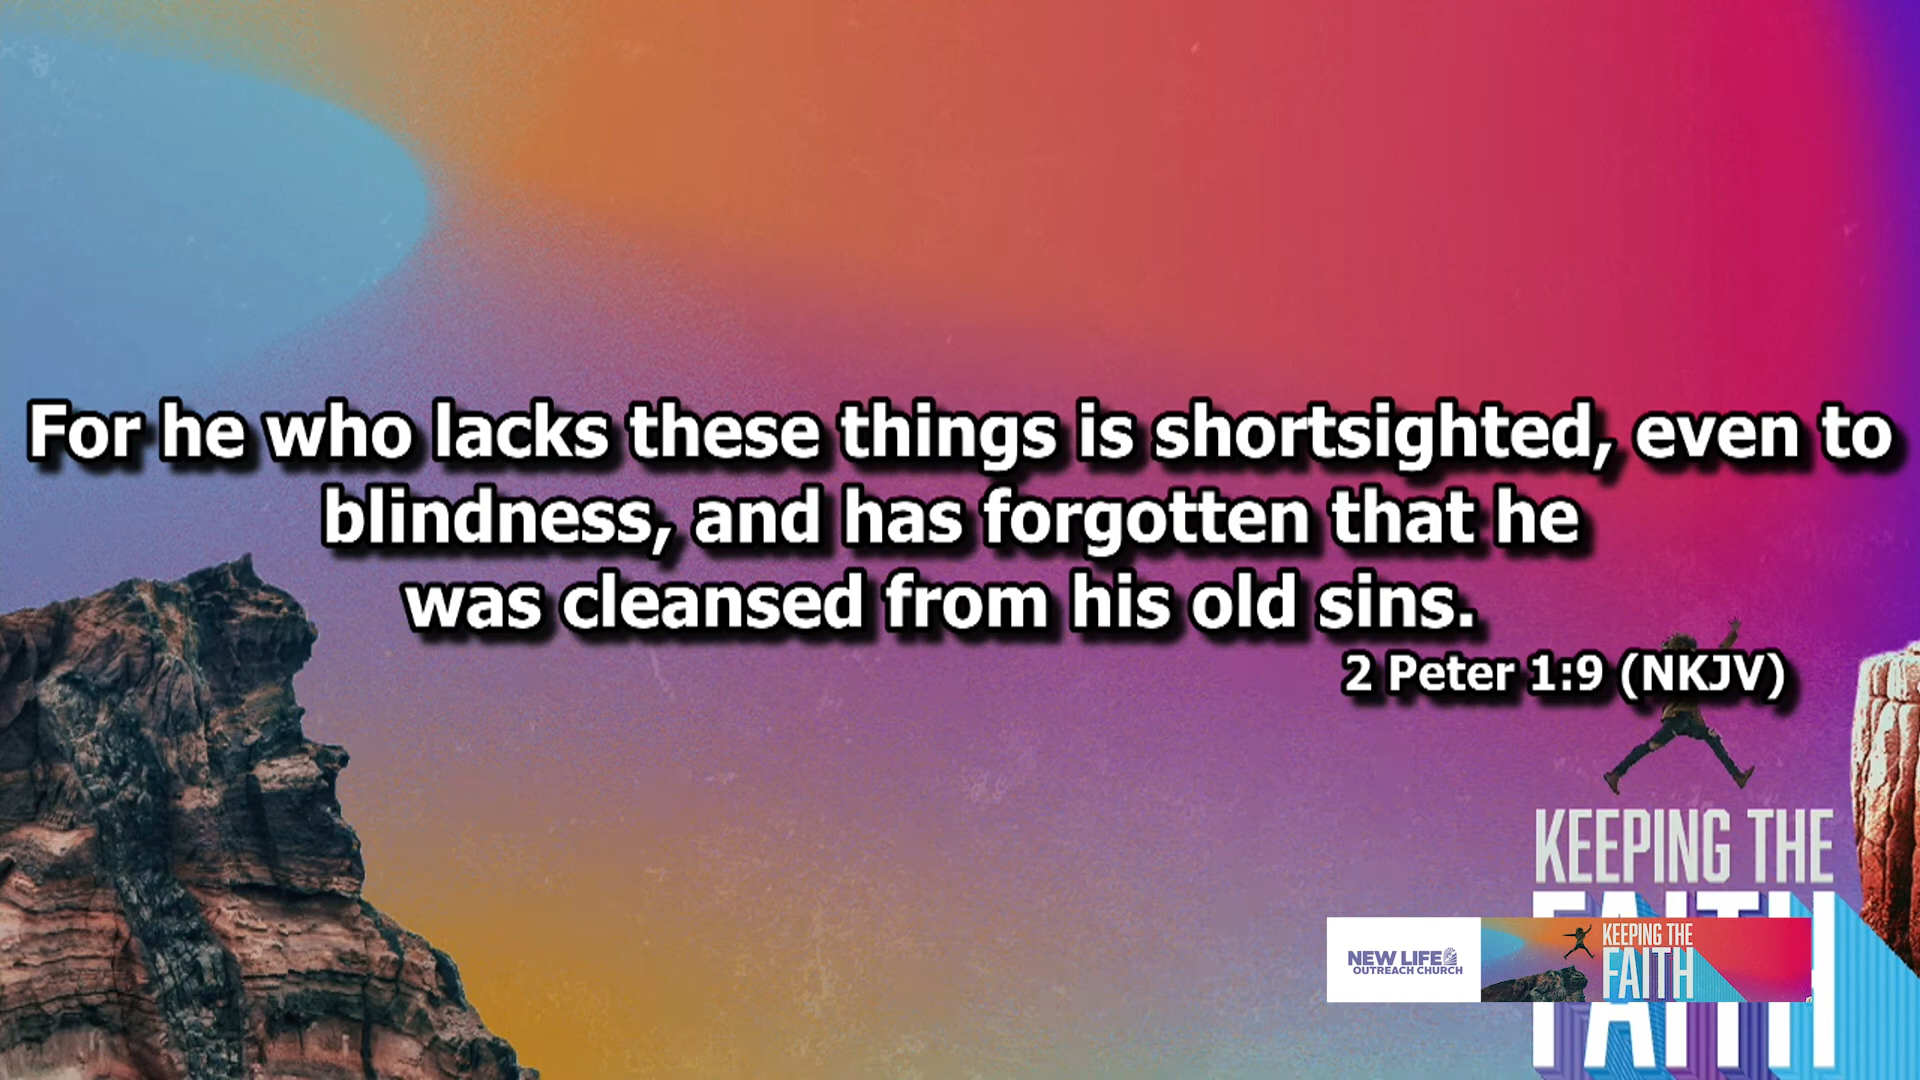 For he who lacks these things is shortsighted, even to
blindness, and has forgotten that he
was cleansed from his old sins.
2 Peter 1:9 (NKJV)
KEEPING THE
FAITH
NEW LIFE
OUTREACH CHURCH
KEEPING THE
FAITH